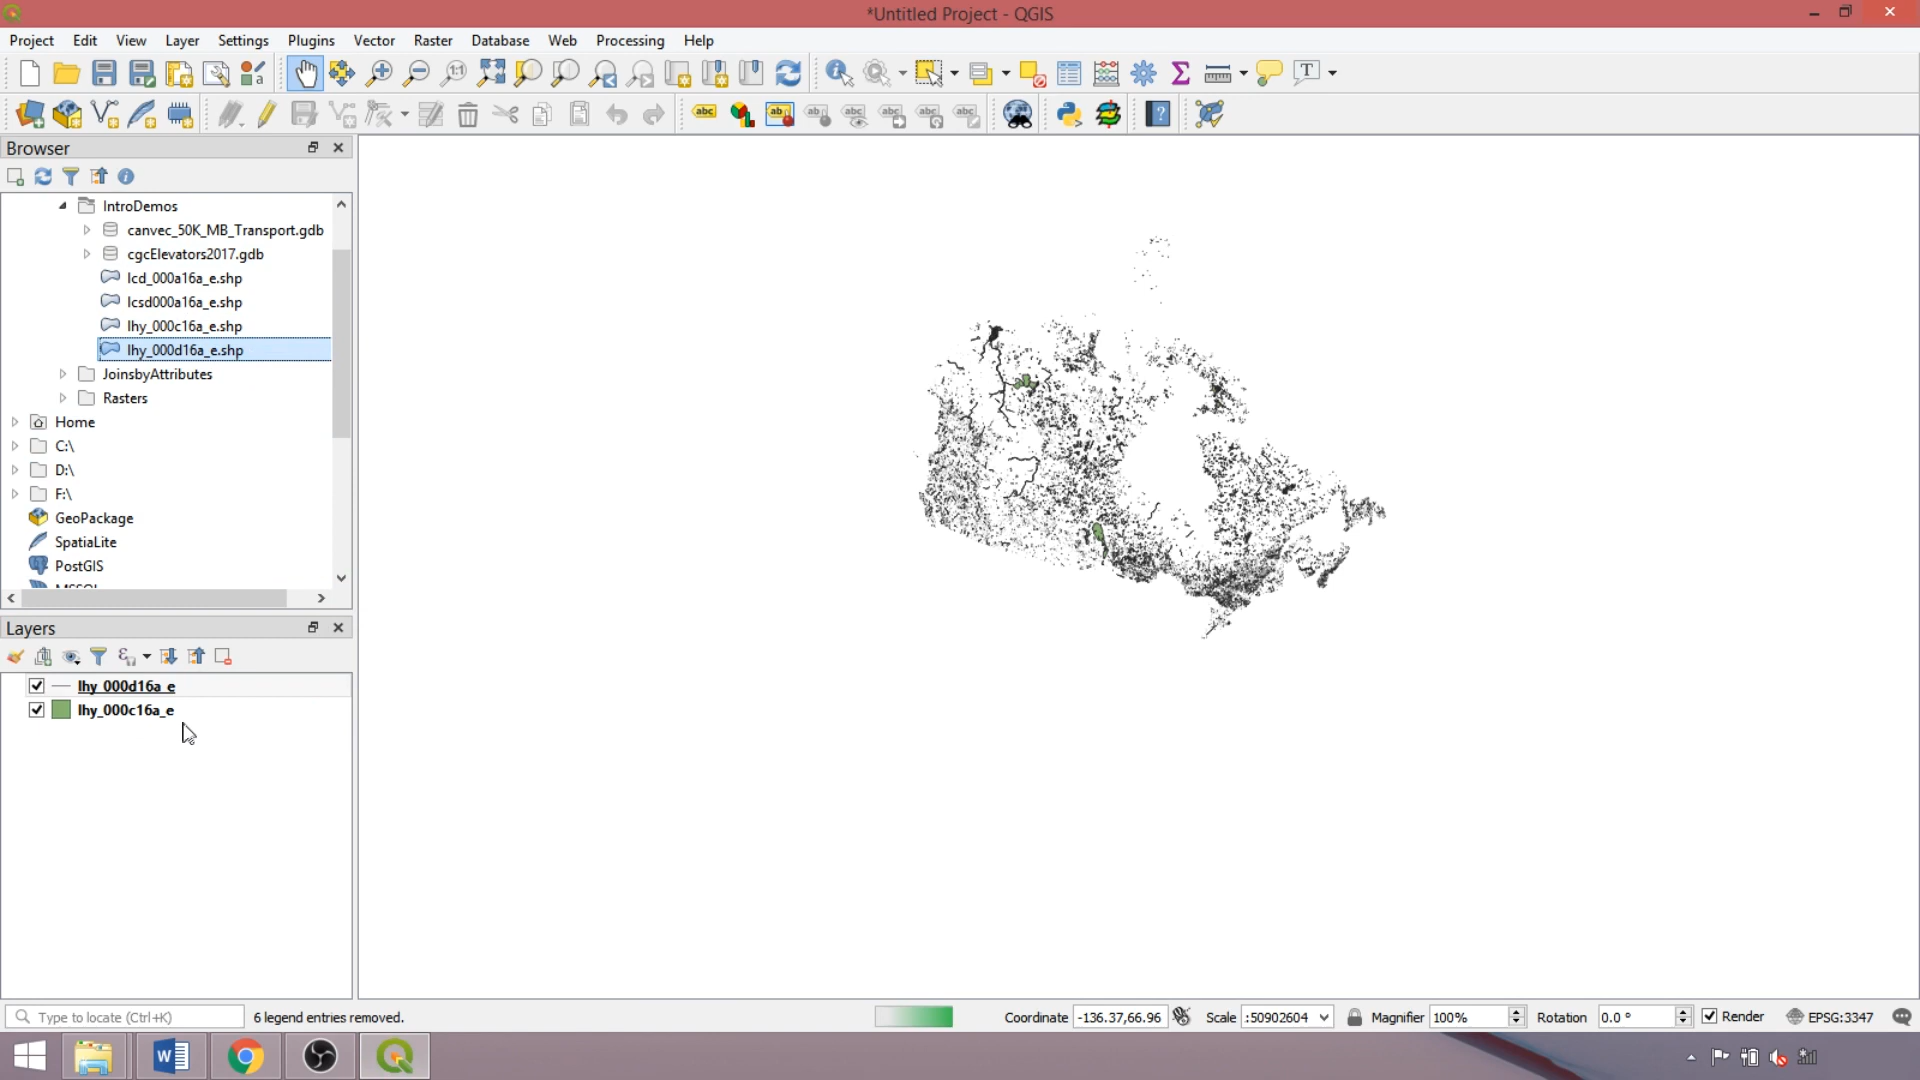 *Untitled Project - QGIS
Project Edit View Layer Settings Plugins Vector Raster Database Web Processing Help
Browser
IntroDemos
canvec_50K_MB_Transport.gdb
cgcElevators2017.gdb
lcd_000a16a_e.shp
lcsd000a16a_e.shp
lhy_000c16a_e.shp
lhy_000d16a_e.shp
JoinsbyAttributes
Rasters
Home
C:\
D:\
F:\
GeoPackage
SpatiaLite
PostGIS
MSSQL
Layers
lhy_000d16a_e
lhy_000c16a_e
Type to locate (Ctrl+K) 6 legend entries removed. Coordinate -136.37,66.96 Scale :50902604 Magnifier 100% Rotation 0.0 ° Render EPSG:3347